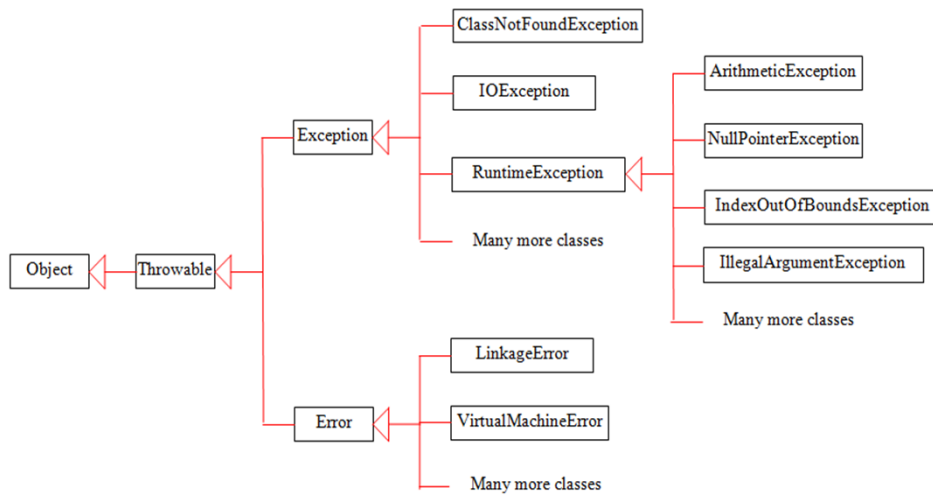 ClassNotFoundException
ArithmeticException
IOException
Exception
NullPointerException
RuntimeException
IndexOutOfBoundsException
Many more classes
Object
Throwable
IllegalArgumentException
Many more classes
LinkageError
Error
VirtualMachineError
Many more classes